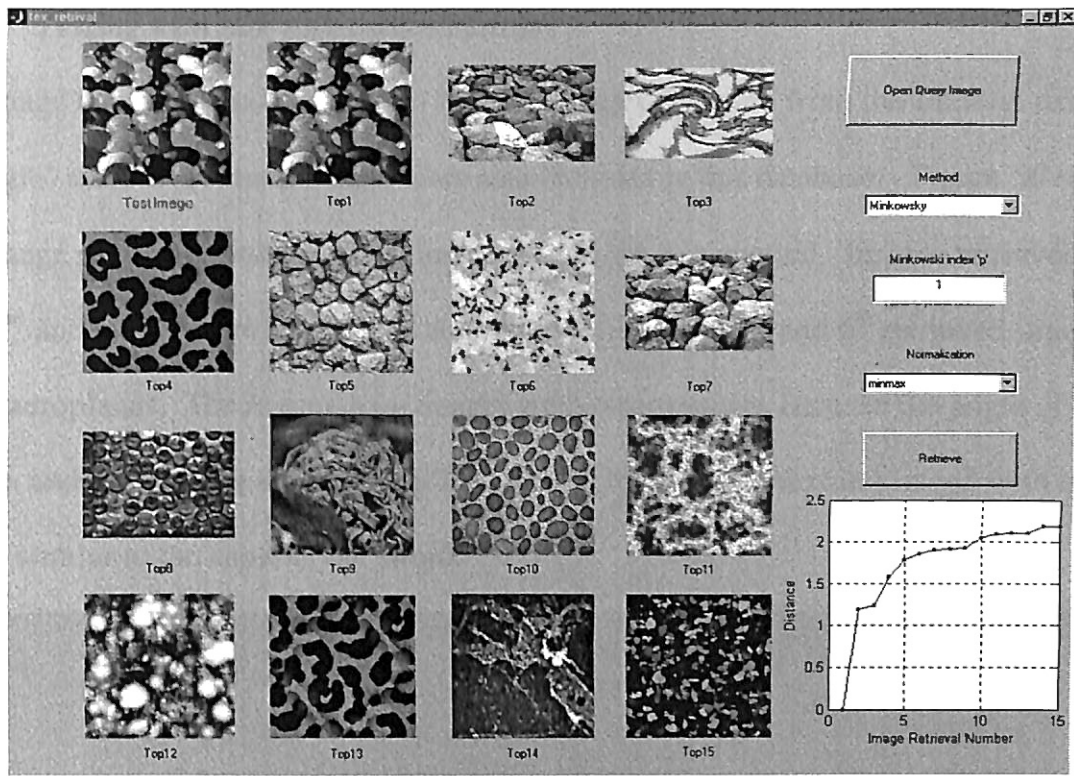 tex_retrival
Test Image
Top1
Top2
Top3
Open Query Image
Method
Minkowsky
Top4
Top5
Top6
Top7
Minkowski index 'p'
1
Normalization
minmax
Top8
Top9
Top10
Top11
Retrieve
Top12
Top13
Top14
Top15
2.5
2
1.5
1
0.5
0
Distance
0
5
10
15
Image Retrieval Number